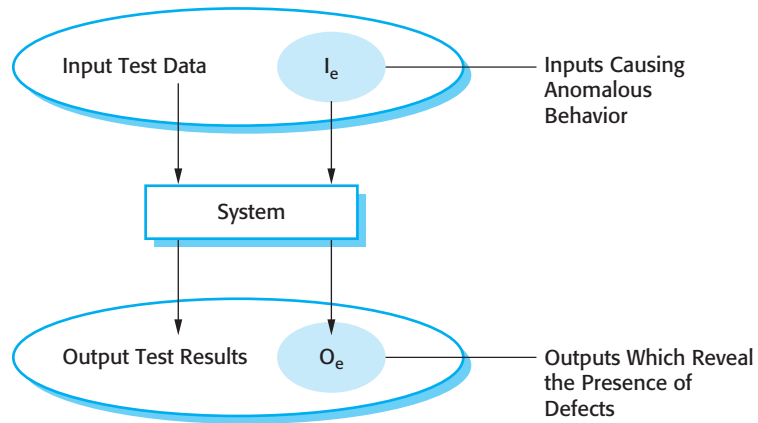 Input Test Data
Iₑ
Inputs Causing
Anomalous
Behavior
System
Output Test Results
Oₑ
Outputs Which Reveal
the Presence of
Defects